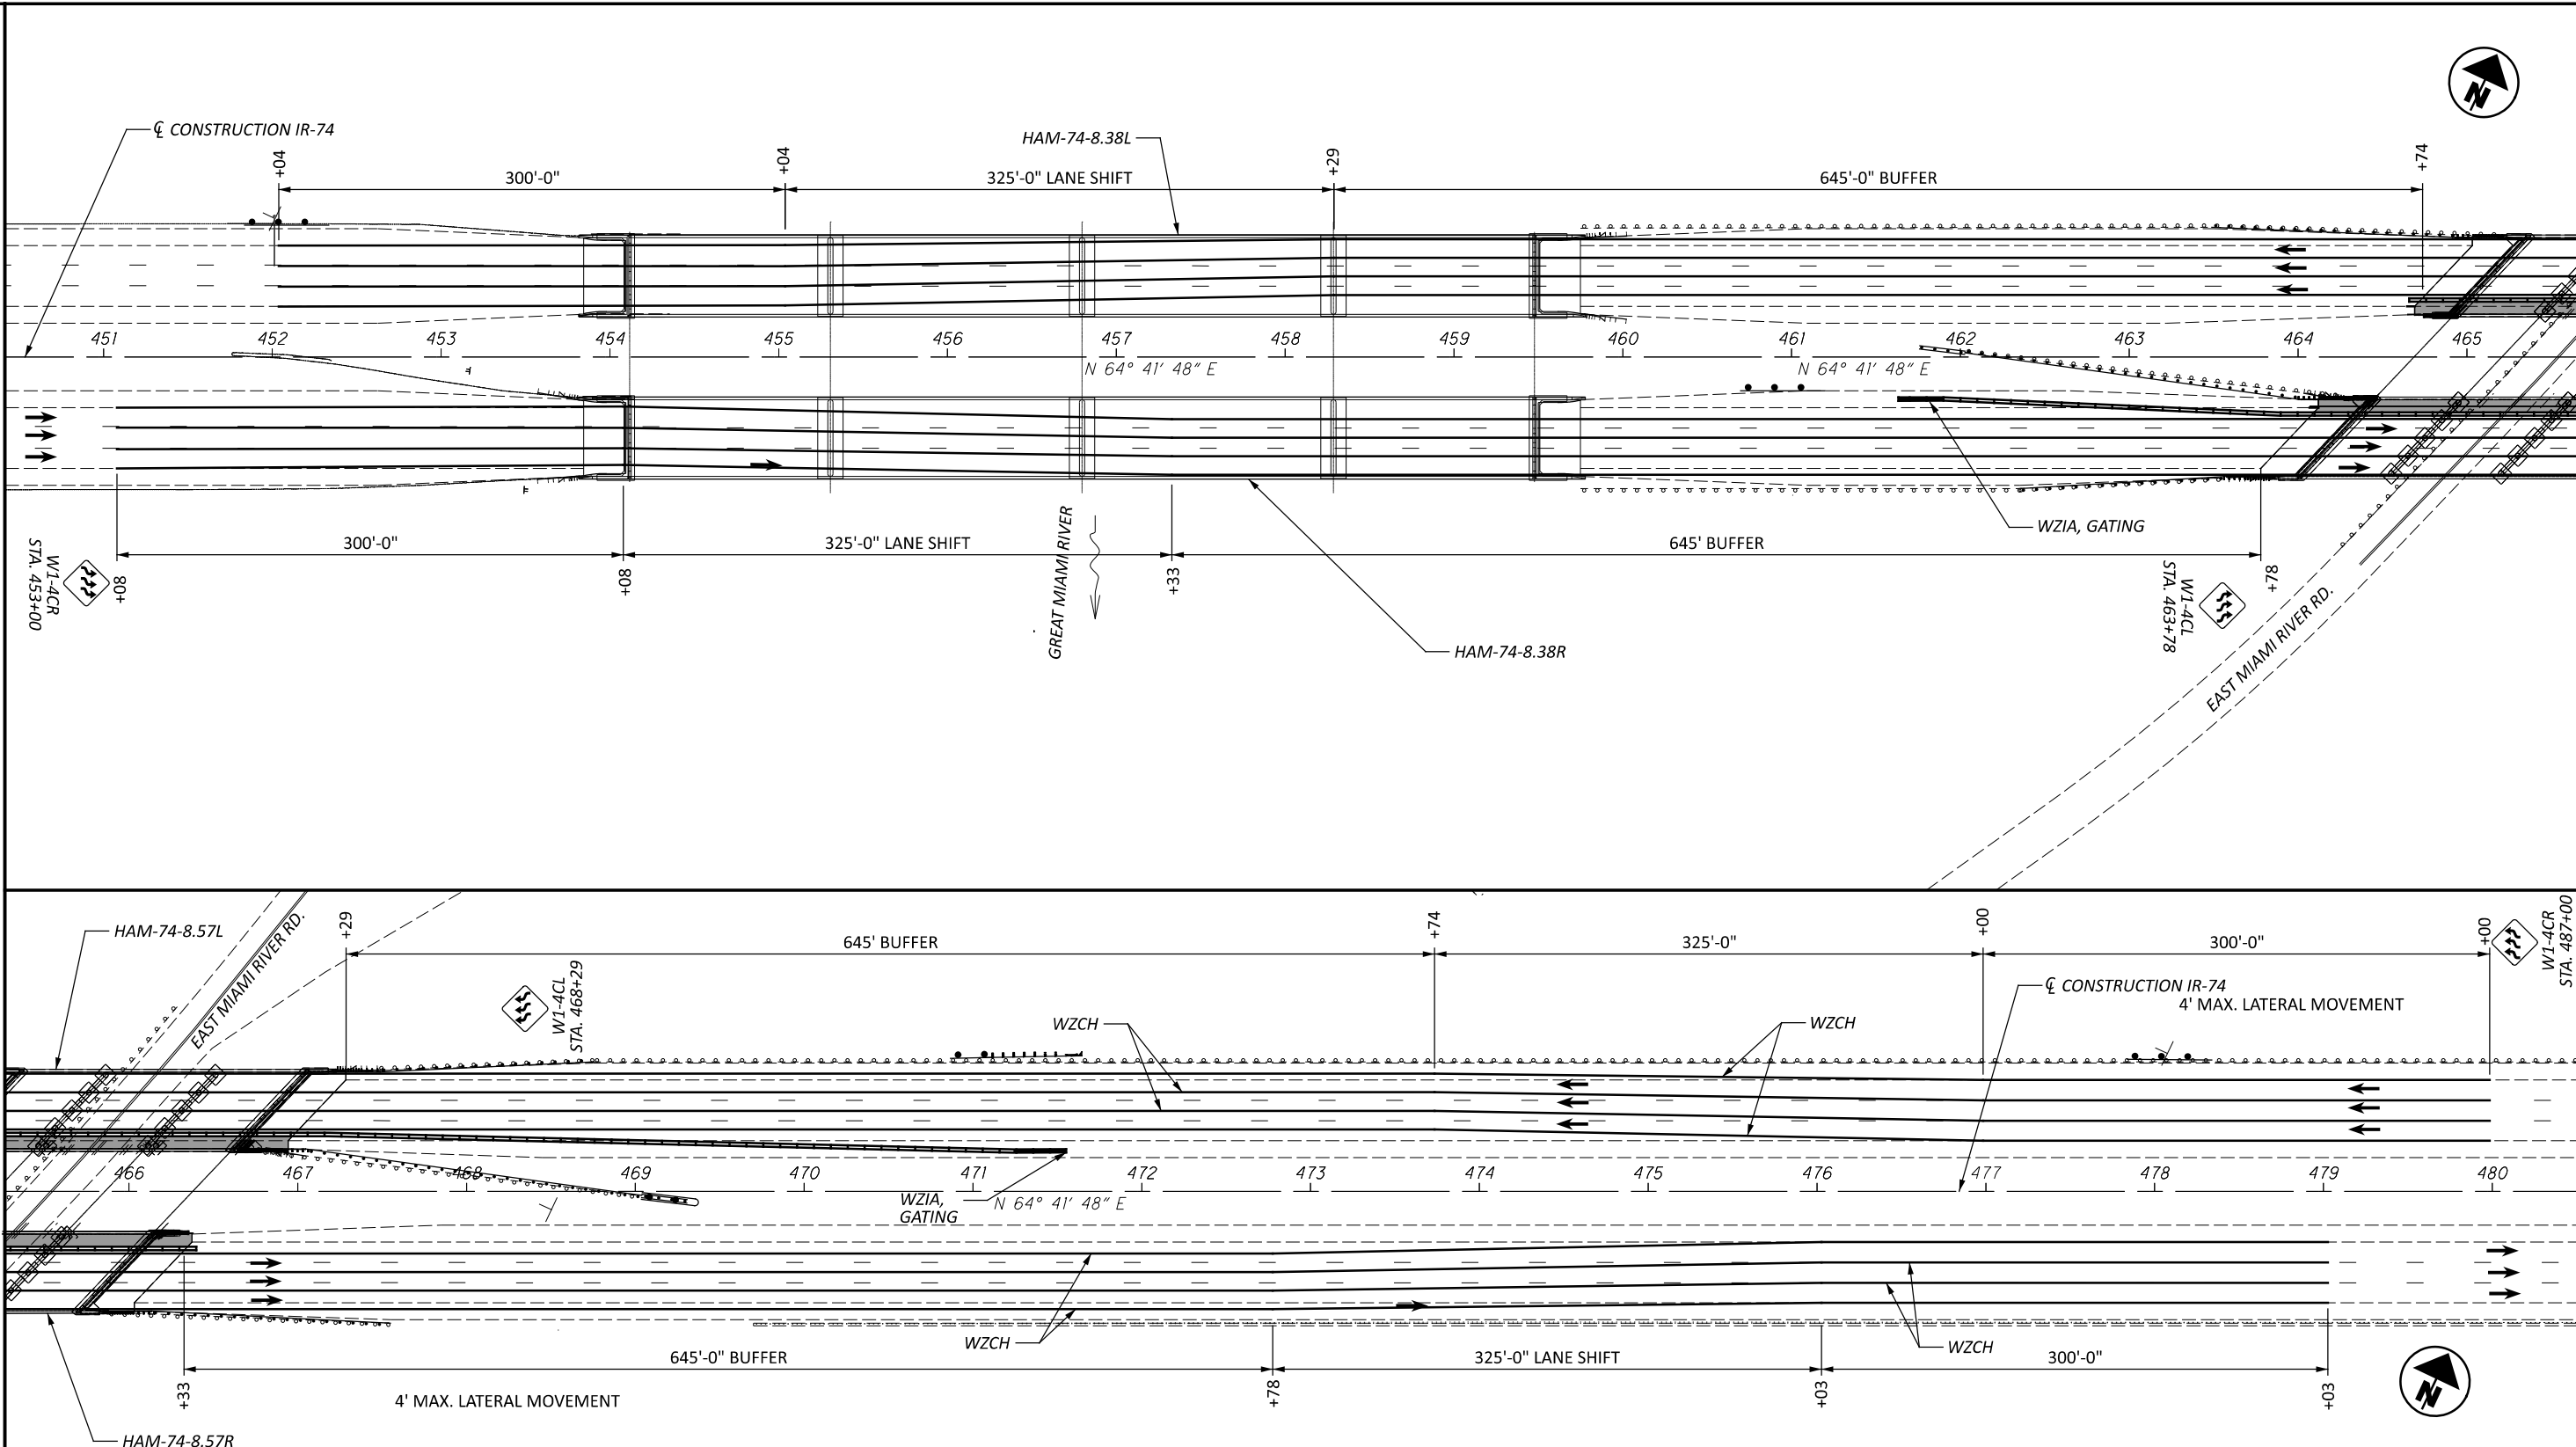 ℄ CONSTRUCTION IR-74
HAM-74-8.38L
N
+04
+04
+29
+74
300'-0"
325'-0" LANE SHIFT
645'-0" BUFFER
451
452
453
454
455
456
457
458
459
460
461
462
463
464
465
N 64° 41' 48" E
N 64° 41' 48" E
WZIA, GATING
300'-0"
325'-0" LANE SHIFT
645' BUFFER
W1-4CR
STA. 453+00
+08
+08
GREAT MIAMI RIVER
+33
W1-4CL
STA. 463+78
+78
HAM-74-8.38R
EAST MIAMI RIVER RD.
HAM-74-8.57L
EAST MIAMI RIVER RD.
+29
+74
+00
+00
W1-4CR
STA. 487+00
645' BUFFER
325'-0"
300'-0"
W1-4CL
STA. 468+29
℄ CONSTRUCTION IR-74
4' MAX. LATERAL MOVEMENT
WZCH
WZCH
466
467
468
469
470
471
472
473
474
475
476
477
478
479
480
WZIA,
GATING
N 64° 41' 48" E
WZCH
WZCH
645'-0" BUFFER
325'-0" LANE SHIFT
300'-0"
+33
+78
+03
+03
4' MAX. LATERAL MOVEMENT
N
HAM-74-8.57R